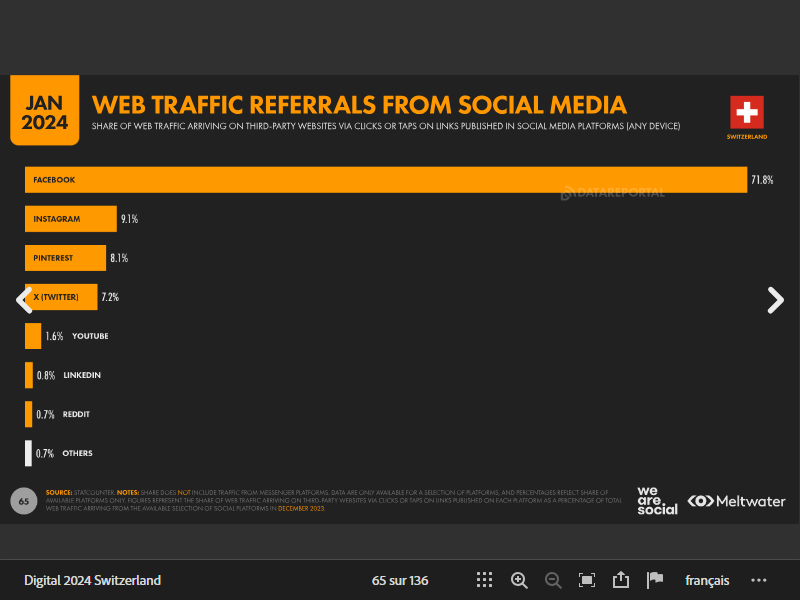 JAN
2024
WEB TRAFFIC REFERRALS FROM SOCIAL MEDIA
SHARE OF WEB TRAFFIC ARRIVING ON THIRD-PARTY WEBSITES VIA CLICKS OR TAPS ON LINKS PUBLISHED IN SOCIAL MEDIA PLATFORMS (ANY DEVICE)
SWITZERLAND
FACEBOOK 71.8%
DATAREPORTAL
INSTAGRAM 9.1%
PINTEREST 8.1%
X (TWITTER) 7.2%
1.6% YOUTUBE
0.8% LINKEDIN
0.7% REDDIT
0.7% OTHERS
65
SOURCE: STATCOUNTER. NOTES: SHARE DOES NOT INCLUDE TRAFFIC FROM MESSENGER PLATFORMS. DATA ARE ONLY AVAILABLE FOR A SELECTION OF PLATFORMS, AND PERCENTAGES REFLECT SHARE OF
AVAILABLE PLATFORMS ONLY. FIGURES REPRESENT THE SHARE OF WEB TRAFFIC ARRIVING ON THIRD-PARTY WEBSITES VIA CLICKS OR TAPS ON LINKS PUBLISHED ON EACH PLATFORM AS A PERCENTAGE OF TOTAL
WEB TRAFFIC ARRIVING FROM THE AVAILABLE SELECTION OF SOCIAL PLATFORMS IN DECEMBER 2023.
we
are.
social
Meltwater
Digital 2024 Switzerland
65 sur 136
français